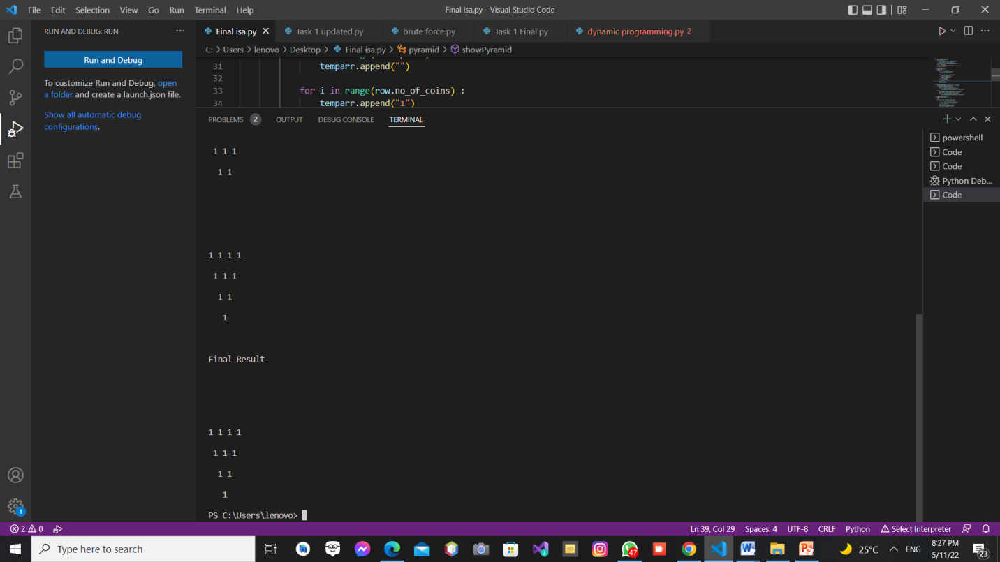 File Edit Selection View Go Run Terminal Help Final isa.py - Visual Studio Code
RUN AND DEBUG: RUN ···
Run and Debug
To customize Run and Debug, open
a folder and create a launch.json file.
Show all automatic debug
configurations.
Final isa.py Task 1 updated.py brute force.py Task 1 Final.py dynamic programming.py 2
C: > Users > lenovo > Desktop > Final isa.py > pyramid > showPyramid
31 temparr.append("")
32
33 for i in range(row.no_of_coins) :
34 temparr.append("1")
PROBLEMS 2 OUTPUT DEBUG CONSOLE TERMINAL
1 1 1
1 1
1 1 1 1
1 1 1
1 1
1
Final Result
1 1 1 1
1 1 1
1 1
1
PS C:\Users\lenovo>
powershell
Code
Code
Python Deb...
Code
1
2 0 Ln 39, Col 29 Spaces: 4 UTF-8 CRLF Python Select Interpreter
Type here to search 47 25°C ENG 8:27 PM
5/11/22 23